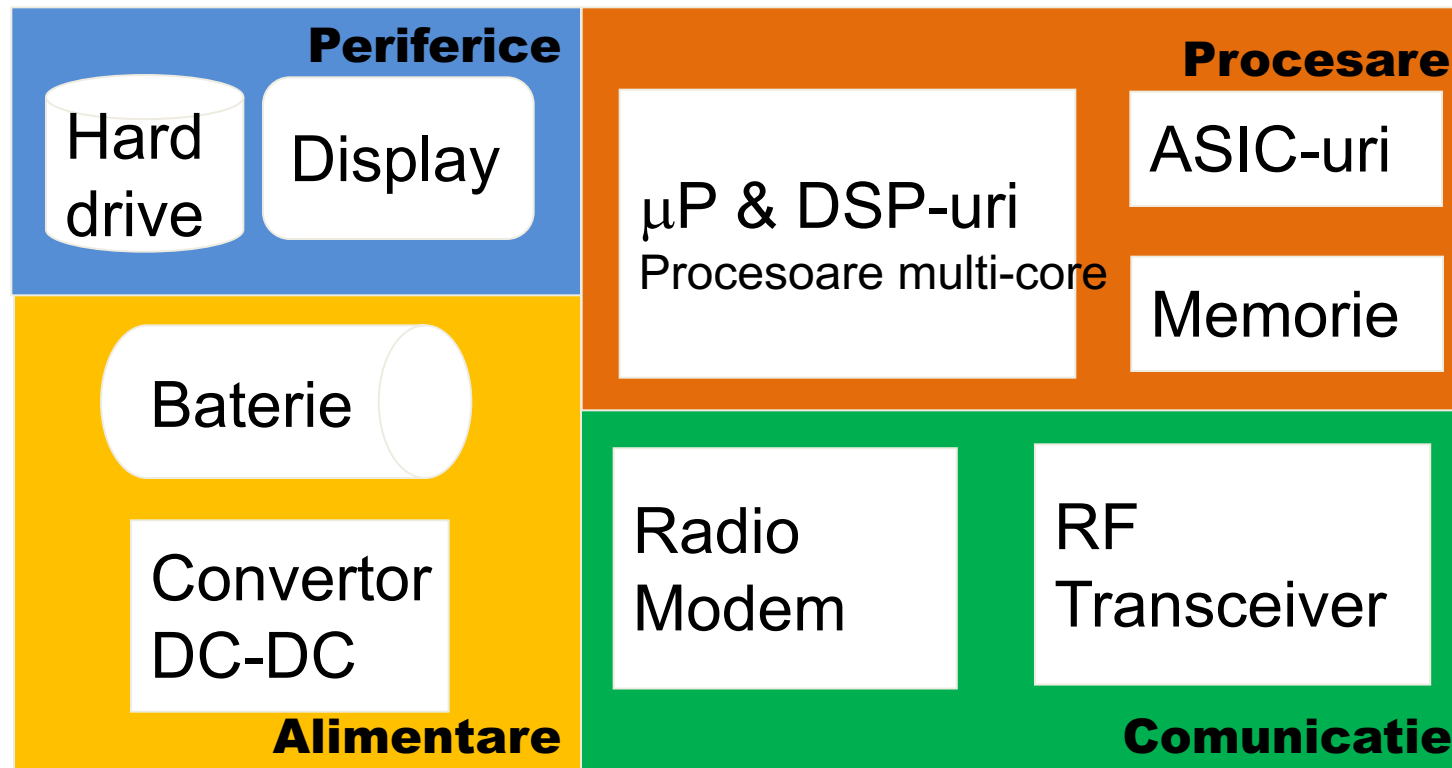 Periferice
Hard
drive
Display
Procesare
μP & DSP-uri
Procesoare multi-core
ASIC-uri
Memorie
Baterie
Convertor
DC-DC
Alimentare
Radio
Modem
RF
Transceiver
Comunicatie